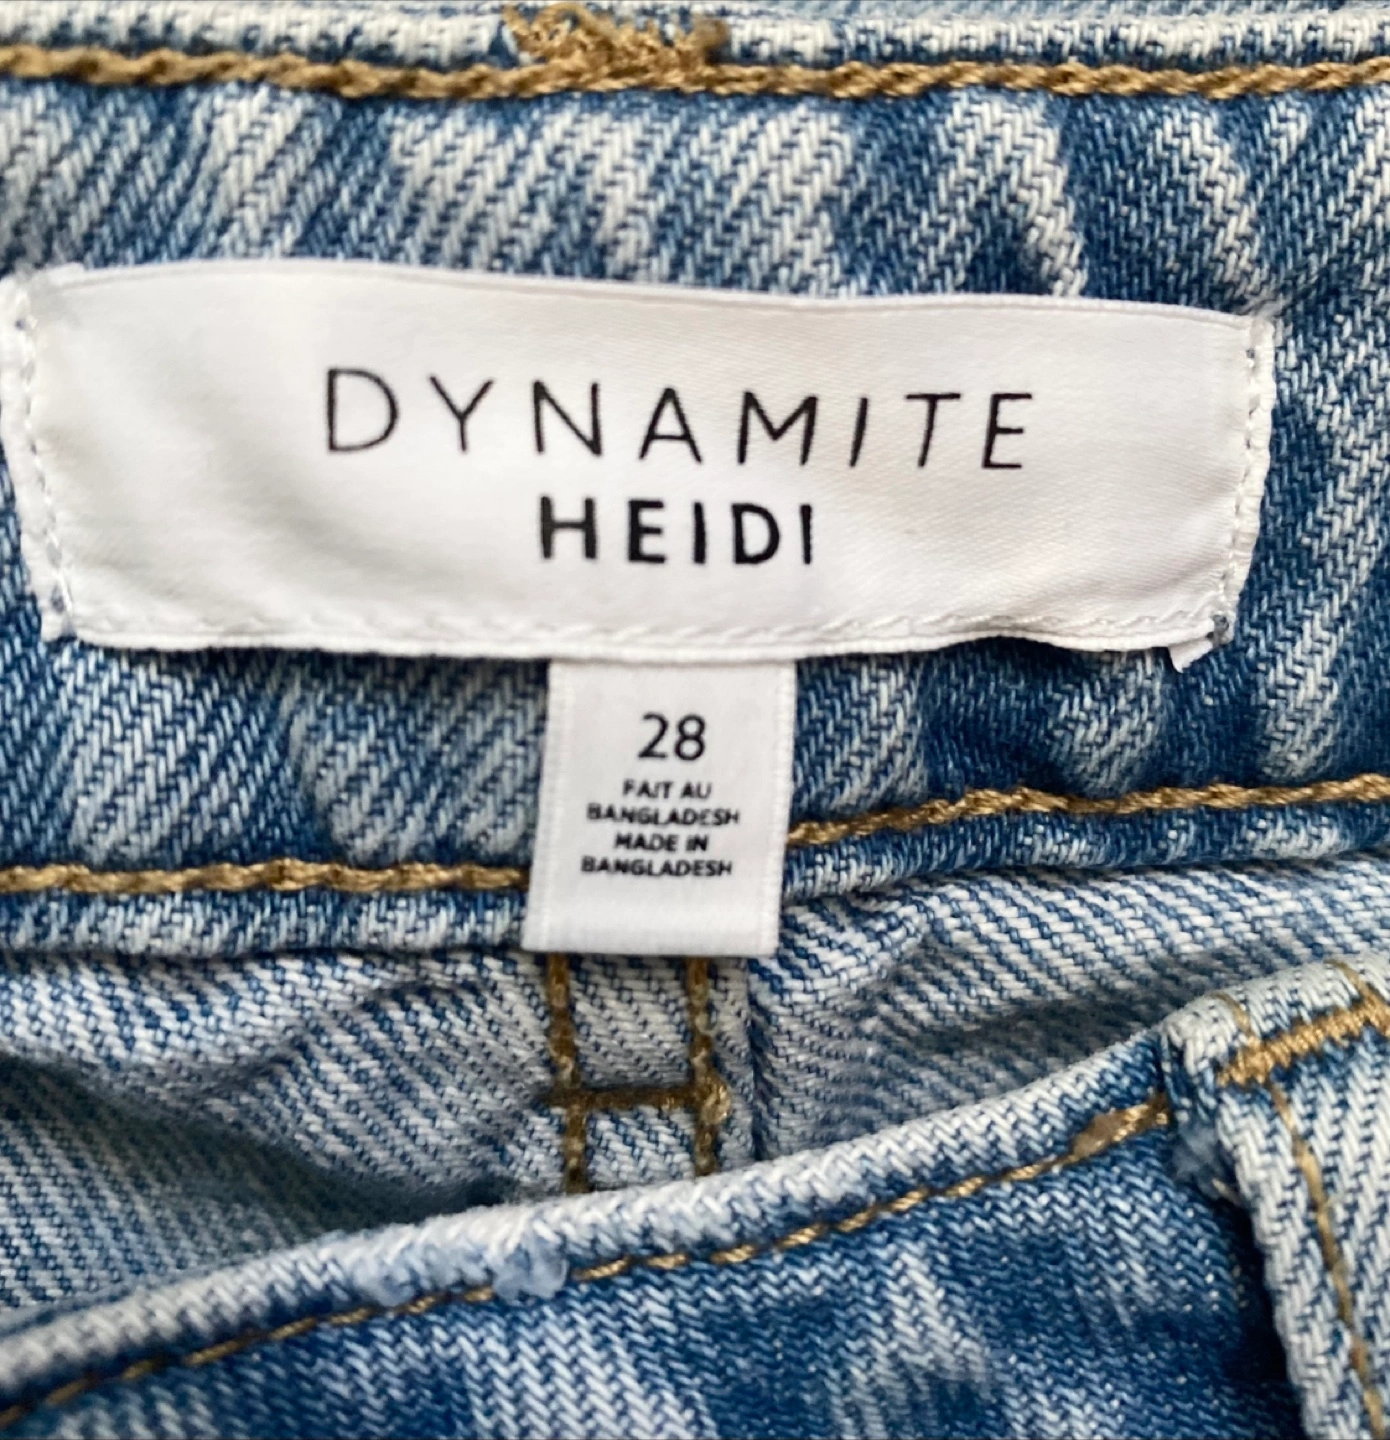 DYNAMITE
HEIDI
28
FAIT AU
BANGLADESH
MADE IN
BANGLADESH